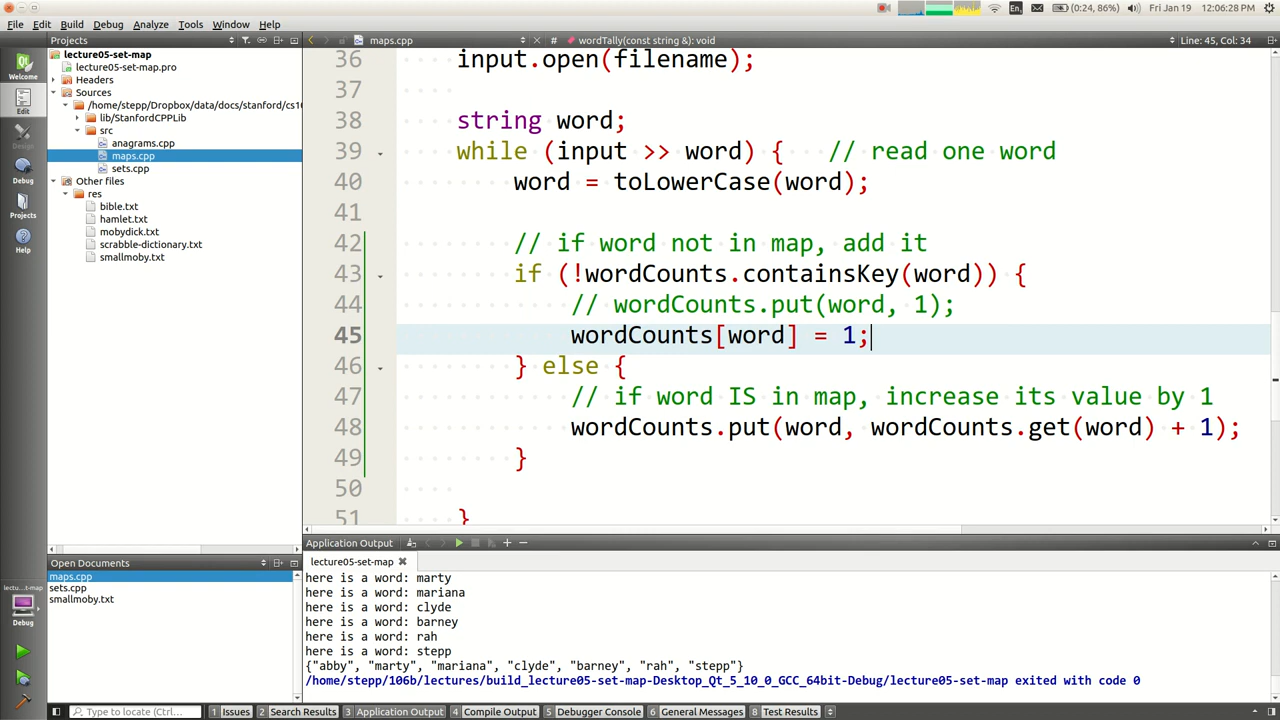 (0:24, 86%) Fri Jan 19 12:06:28 PM
En
File Edit Build Debug Analyze Tools Window Help
Projects
maps.cpp
# wordTally(const string &): void
Line: 45, Col: 34
Welcome
Edit
Design
Debug
Projects
Help
lecture05-set-map
lecture05-set-map.pro
Headers
Sources
/home/stepp/Dropbox/data/docs/stanford/cs10
lib/StanfordCPPLib
src
anagrams.cpp
maps.cpp
sets.cpp
Other files
res
bible.txt
hamlet.txt
mobydick.txt
scrabble-dictionary.txt
smallmoby.txt
36 input.open(filename);
37
38 string word;
39 while (input >> word) { // read one word
40 word = toLowerCase(word);
41
42 // if word not in map, add it
43 if (!wordCounts.containsKey(word)) {
44 // wordCounts.put(word, 1);
45 wordCounts[word] = 1;
46 } else {
47 // if word IS in map, increase its value by 1
48 wordCounts.put(word, wordCounts.get(word) + 1);
49 }
50
51 }
Open Documents
maps.cpp
sets.cpp
smallmoby.txt
lectu…t-map
Debug
Application Output
lecture05-set-map
here is a word: marty
here is a word: mariana
here is a word: clyde
here is a word: barney
here is a word: rah
here is a word: stepp
{"abby", "marty", "mariana", "clyde", "barney", "rah", "stepp"}
/home/stepp/106b/lectures/build_lecture05-set-map-Desktop_Qt_5_10_0_GCC_64bit-Debug/lecture05-set-map exited with code 0
Type to locate (Ctrl...
1 Issues 2 Search Results 3 Application Output 4 Compile Output 5 Debugger Console 6 General Messages 8 Test Results